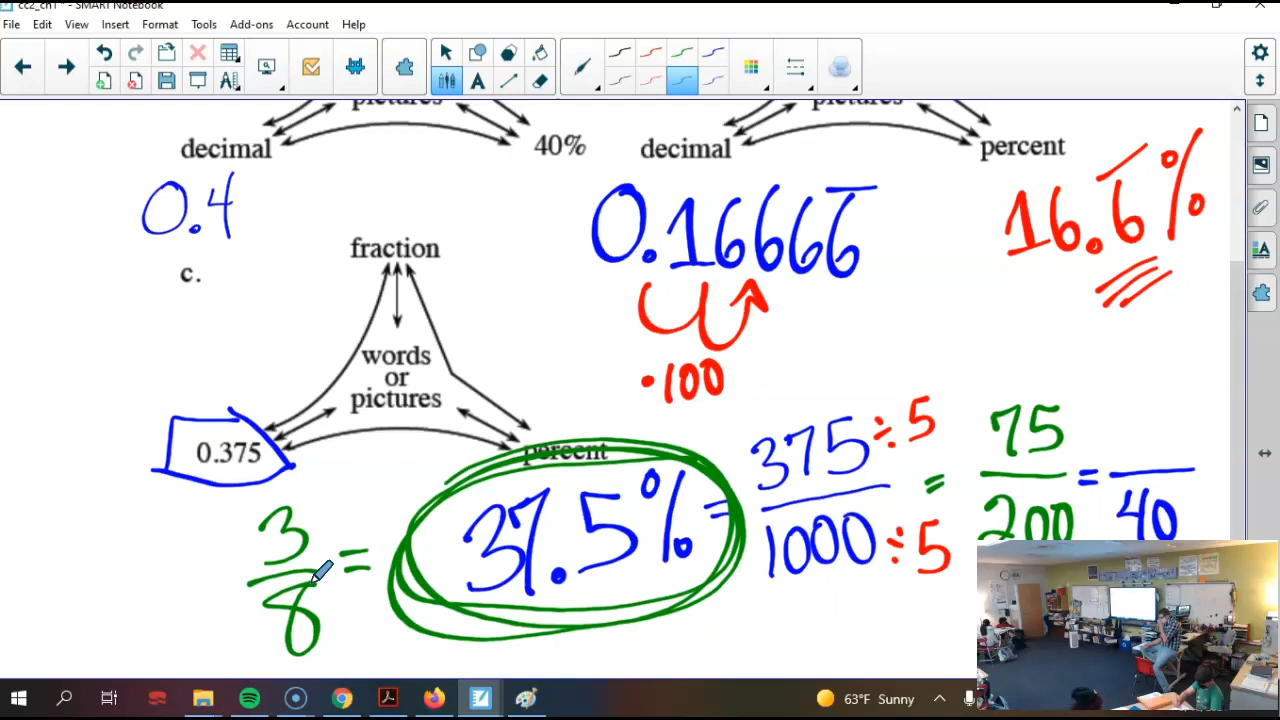 cc2_ch1 * - SMART Notebook
File Edit View Insert Format Tools Add-ons Account Help
pictures pictures
decimal 40% decimal percent
0.4 0.16666̅ 16.6̅%
fraction
c.
words
or
pictures
·100
0.375 percent
3/8 = 37.5% = 375÷5/1000÷5 = 75/200 = /40
63°F Sunny